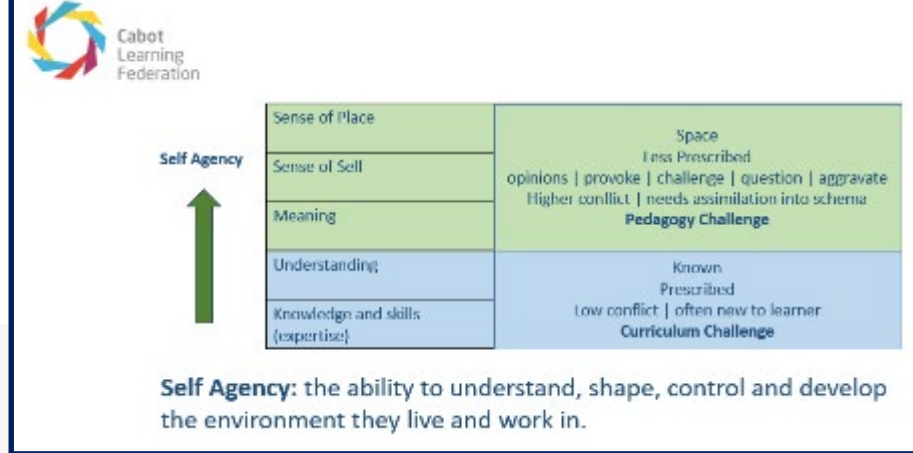 Cabot
Learning
Federation
Self Agency
Sense of Place
Sense of Self
Meaning
Space
Less Prescribed
opinions | provoke | challenge | question | aggravate
Higher conflict | needs assimilation into schema
Pedagogy Challenge
Understanding
Knowledge and skills
(expertise)
Known
Prescribed
Low conflict | often new to learner
Curriculum Challenge
Self Agency: the ability to understand, shape, control and develop
the environment they live and work in.